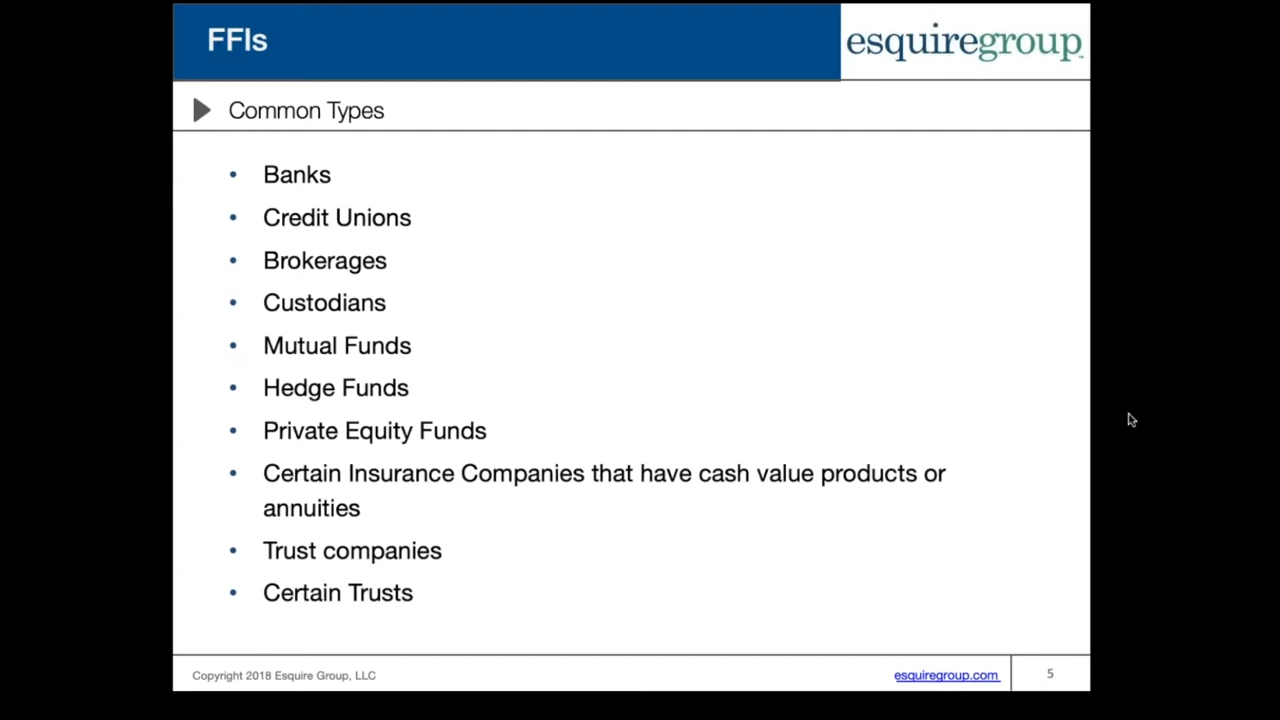 FFIs
esquiregroup
Common Types
• Banks
• Credit Unions
• Brokerages
• Custodians
• Mutual Funds
• Hedge Funds
• Private Equity Funds
• Certain Insurance Companies that have cash value products or
annuities
• Trust companies
• Certain Trusts
Copyright 2018 Esquire Group, LLC
esquiregroup.com
5